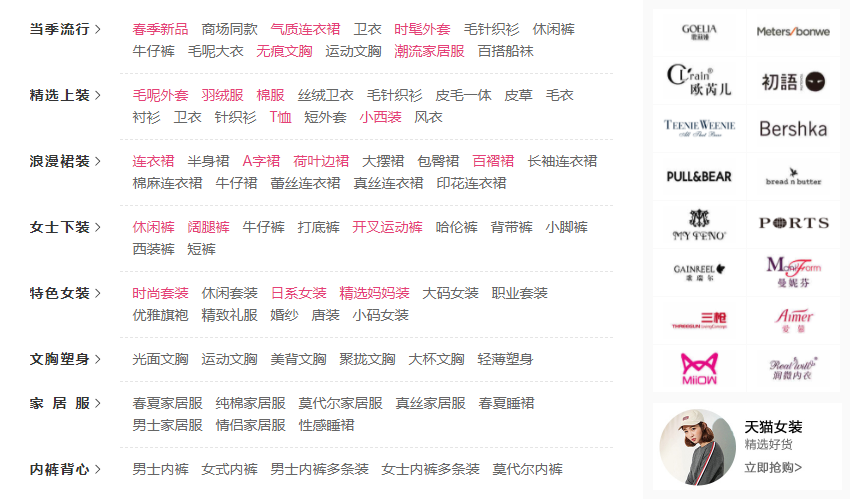 当季流行 > 春季新品 商场同款 气质连衣裙 卫衣 时髦外套 毛针织衫 休闲裤
牛仔裤 毛呢大衣 无痕文胸 运动文胸 潮流家居服 百搭船袜
精选上装 > 毛呢外套 羽绒服 棉服 丝绒卫衣 毛针织衫 皮毛一体 皮草 毛衣
衬衫 卫衣 针织衫 T恤 短外套 小西装 风衣
浪漫裙装 > 连衣裙 半身裙 A字裙 荷叶边裙 大摆裙 包臀裙 百褶裙 长袖连衣裙
棉麻连衣裙 牛仔裙 蕾丝连衣裙 真丝连衣裙 印花连衣裙
女士下装 > 休闲裤 阔腿裤 牛仔裤 打底裤 开叉运动裤 哈伦裤 背带裤 小脚裤
西装裤 短裤
特色女装 > 时尚套装 休闲套装 日系女装 精选妈妈装 大码女装 职业套装
优雅旗袍 精致礼服 婚纱 唐装 小码女装
文胸塑身 > 光面文胸 运动文胸 美背文胸 聚拢文胸 大杯文胸 轻薄塑身
家居服 > 春夏家居服 纯棉家居服 莫代尔家居服 真丝家居服 春夏睡裙
男士家居服 情侣家居服 性感睡裙
内裤背心 > 男士内裤 女式内裤 男士内裤多条装 女士内裤多条装 莫代尔内裤
GOELIA
Meters/bonwe
Clrain®
欧芮儿
初語
TEENIE WEENIE
Bershka
PULL&BEAR
bread n butter
MYTENO
PORTS
GAINREEL
歌瑞尔
ManiForm
曼妮芬
三枪
THREEGUN
Aimer
爱慕
MiiOW
润微内衣
天猫女装
精选好货
立即抢购>